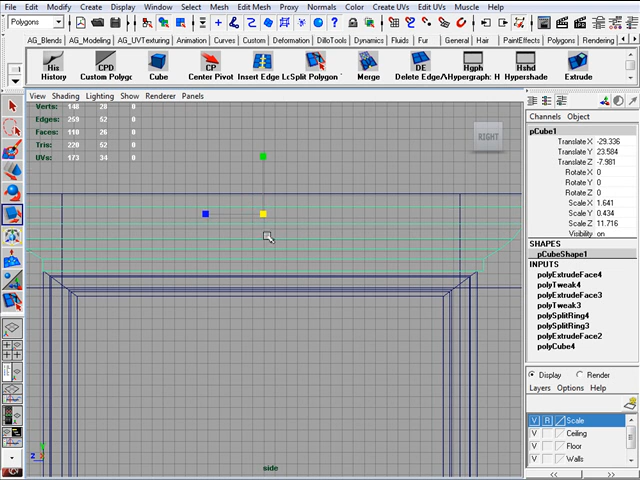 File Edit Modify Create Display Window Select Mesh Edit Mesh Proxy Normals Color Create UVs Edit UVs Muscle Help
Polygons
AG_Blends AG_Modeling AG_UVTexturing Animation Curves Custom Deformation DilloTools Dynamics Fluids Fur Hair PaintEffects Polygons Rendering
His CPD CP DE Hgph Hshd
History Custom Polygo Cube Center Pivot Insert Edge Lc Split Polygon Merge Delete Edge/V Hypergraph: H Hypershade Extrude
View Shading Lighting Show Renderer Panels
Verts: 148 28 0
Edges: 259 52 0
Faces: 110 26 0
Tris: 220 52 0
UVs: 173 34 0
RIGHT
side
Z
Channels Object
pCube1
Translate X -29.336
Translate Y 23.584
Translate Z -7.981
Rotate X 0
Rotate Y 0
Rotate Z 0
Scale X 1.641
Scale Y 0.434
Scale Z 11.716
Visibility on
SHAPES
pCubeShape1
INPUTS
polyExtrudeFace4
polyTweak4
polyExtrudeFace3
polyTweak3
polySplitRing4
polySplitRing3
polyExtrudeFace2
polyCube4
Display Render
Layers Options Help
V R Scale
V Ceiling
V Floor
V Walls